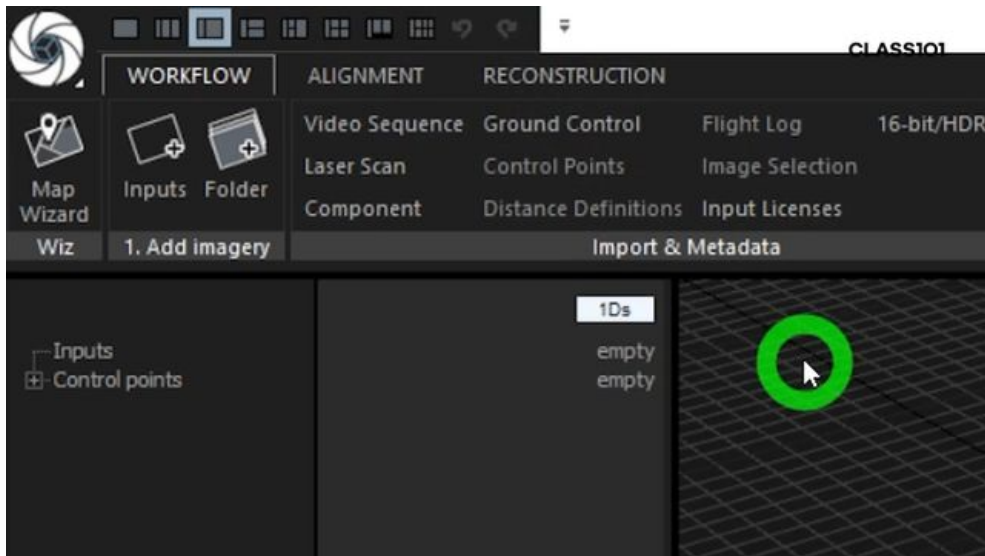 CLASS101
WORKFLOW ALIGNMENT RECONSTRUCTION
Video Sequence Ground Control Flight Log 16-bit/HDR
Laser Scan Control Points Image Selection
Map Wizard Inputs Folder
Component Distance Definitions Input Licenses
Wiz 1. Add imagery Import & Metadata
1Ds
Inputs empty
Control points empty